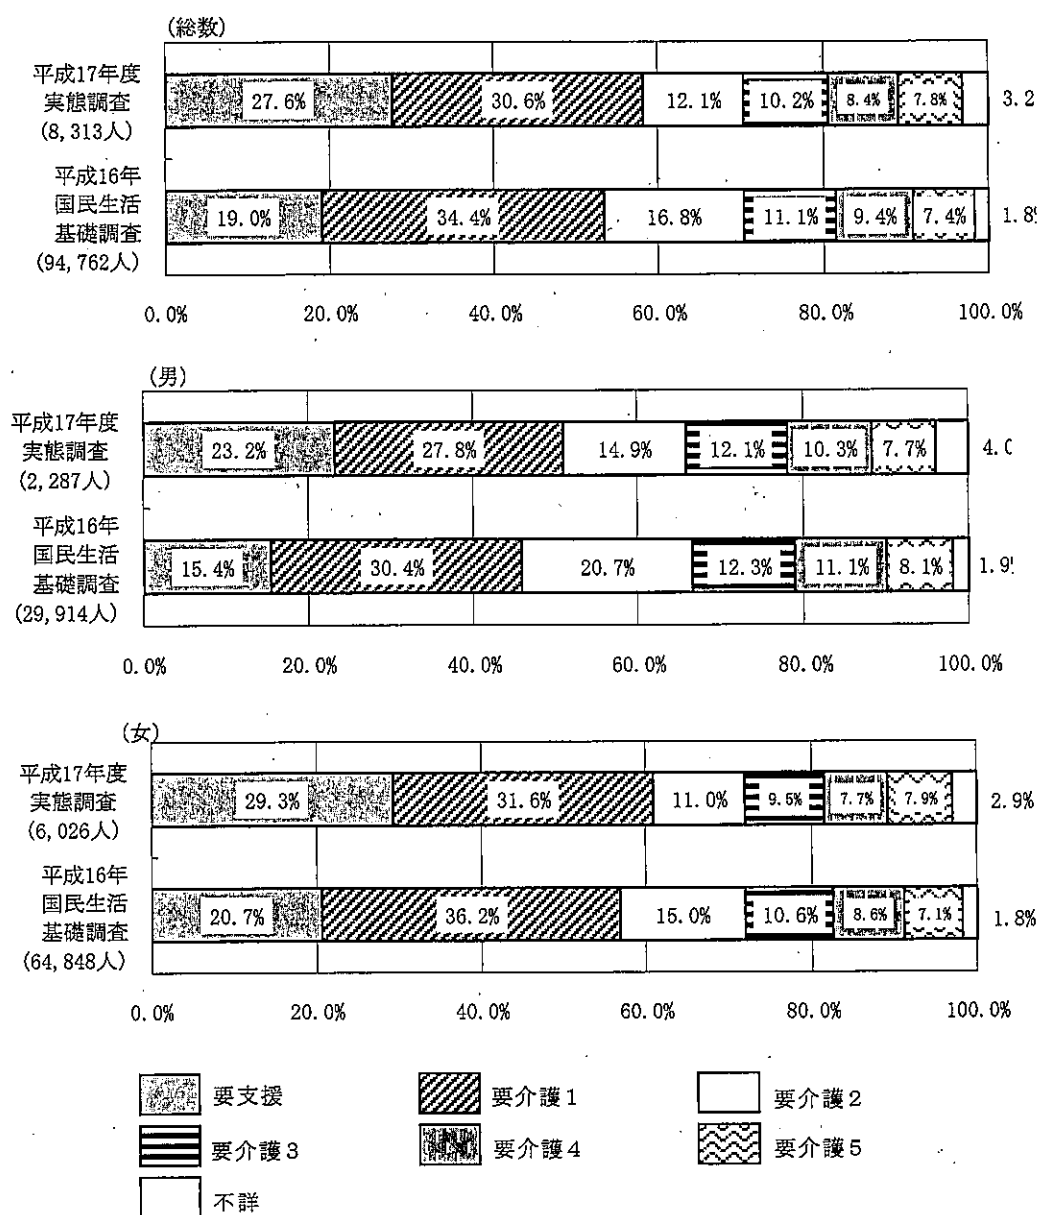 (総数)
平成17年度
実態調査
(8,313人)
27.6% 30.6% 12.1% 10.2% 8.4% 7.8% 3.2
平成16年
国民生活
基礎調査
(94,762人)
19.0% 34.4% 16.8% 11.1% 9.4% 7.4% 1.8%
0.0% 20.0% 40.0% 60.0% 80.0% 100.0%
(男)
平成17年度
実態調査
(2,287人)
23.2% 27.8% 14.9% 12.1% 10.3% 7.7% 4.0
平成16年
国民生活
基礎調査
(29,914人)
15.4% 30.4% 20.7% 12.3% 11.1% 8.1% 1.9%
0.0% 20.0% 40.0% 60.0% 80.0% 100.0%
(女)
平成17年度
実態調査
(6,026人)
29.3% 31.6% 11.0% 9.5% 7.7% 7.9% 2.9%
平成16年
国民生活
基礎調査
(64,848人)
20.7% 36.2% 15.0% 10.6% 8.6% 7.1% 1.8%
0.0% 20.0% 40.0% 60.0% 80.0% 100.0%
要支援 要介護1 要介護2
要介護3 要介護4 要介護5
不詳